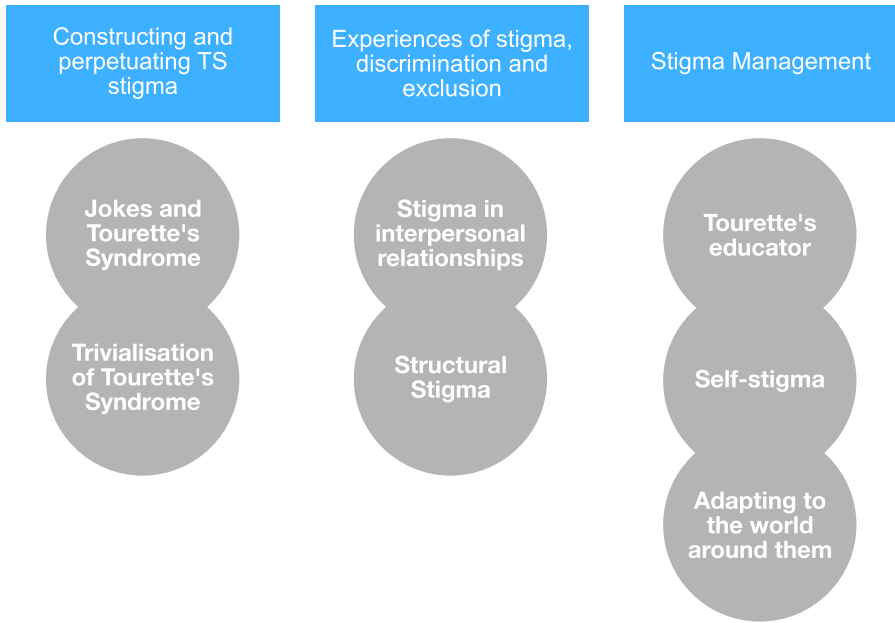 Constructing and
perpetuating TS
stigma
Jokes and
Tourette's
Syndrome
Trivialisation
of Tourette's
Syndrome
Experiences of stigma,
discrimination and
exclusion
Stigma in
interpersonal
relationships
Structural
Stigma
Stigma Management
Tourette's
educator
Self-stigma
Adapting to
the world
around them